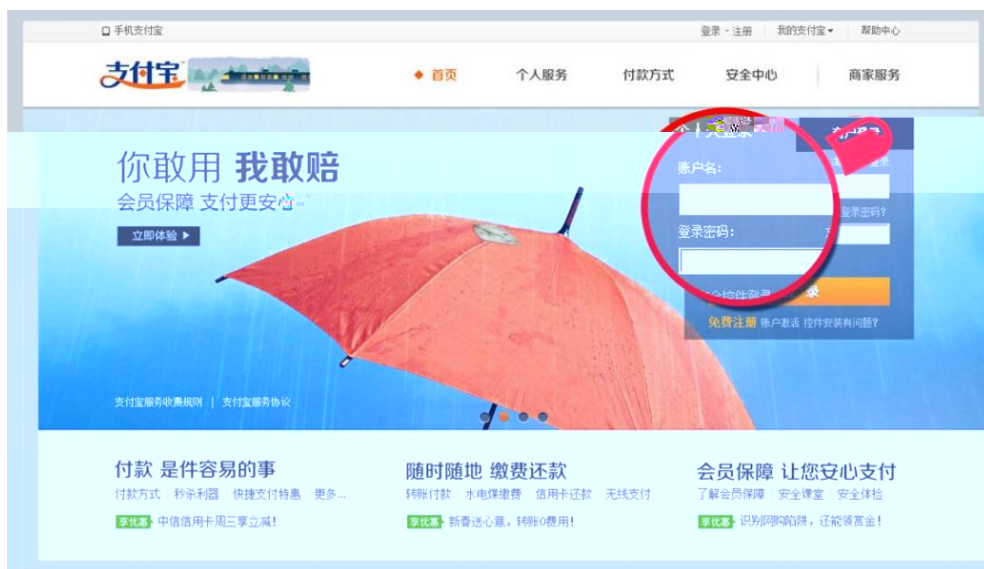 手机支付宝
登录 - 注册 我的支付宝 帮助中心
支付宝
首页 个人服务 付款方式 安全中心 商家服务
你敢用 我敢赔
会员保障 支付更安心
立即体验
账户名:
登录密码?
登录密码:
录
免费注册 账户激活 控件安装有问题?
支付宝服务收费规则 | 支付宝服务协议
付款 是件容易的事
付款方式 秒杀利器 快捷支付特惠 更多...
享优惠 中信信用卡周三享立减!
随时随地 缴费还款
转账付款 水电煤缴费 信用卡还款 无线支付
享优惠 新春送心意,转账0费用!
会员保障 让您安心支付
了解会员保障 安全课堂 安全体检
享优惠 识别网购陷阱,还能领赏金!